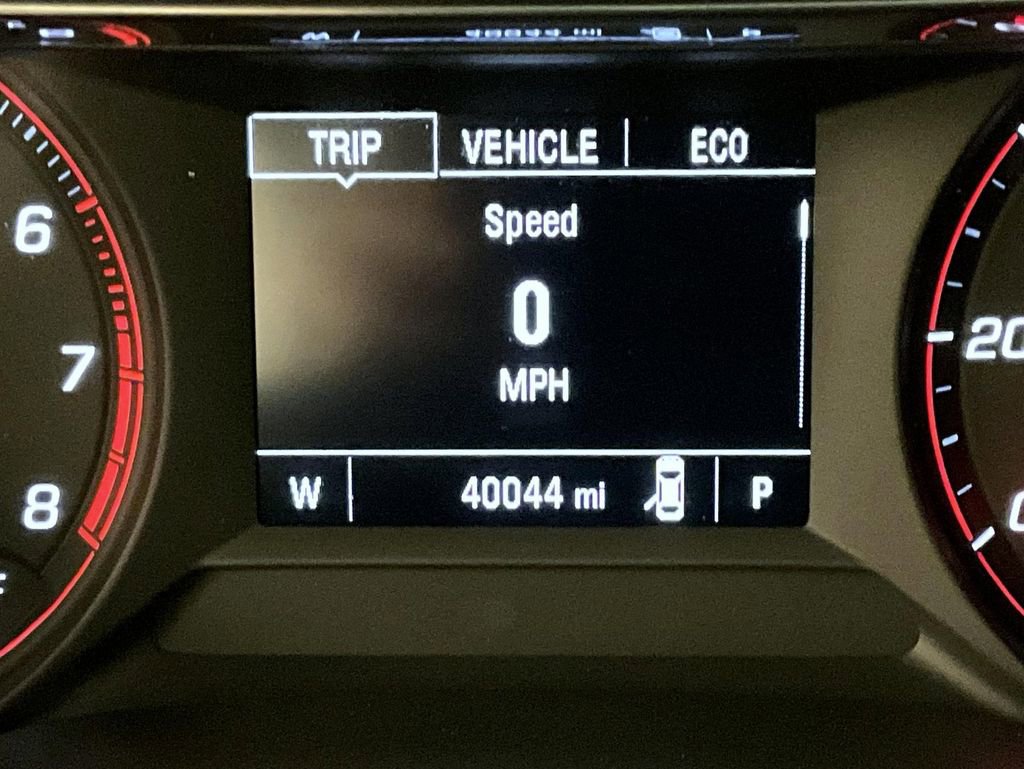 TRIP VEHICLE ECO
Speed
0
MPH
W 40044 mi P
6
7
8
20